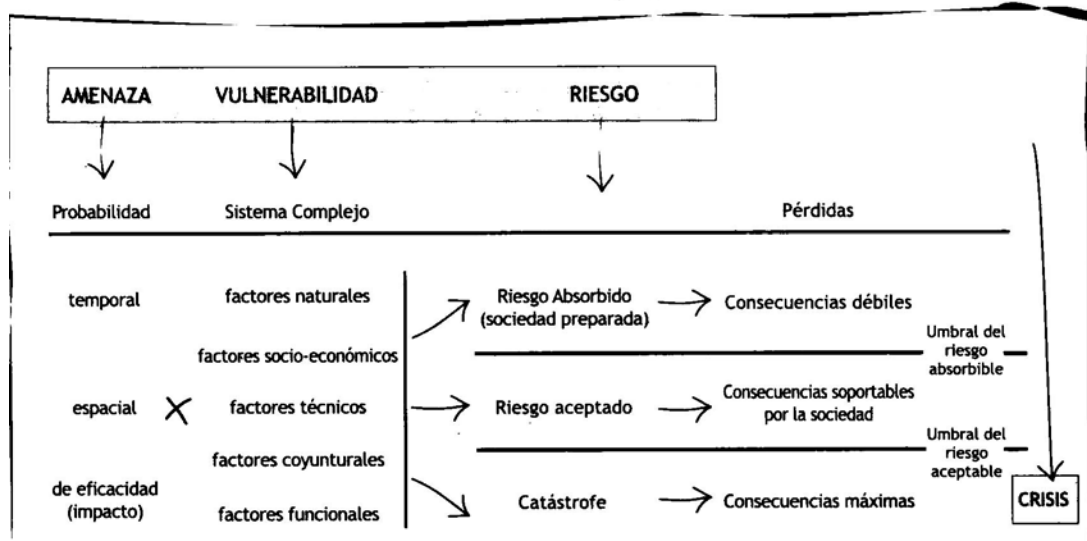 AMENAZA VULNERABILIDAD RIESGO
Probabilidad Sistema Complejo Pérdidas
temporal
espacial
de eficacidad
(impacto)
X
factores naturales
factores socio-económicos
factores técnicos
factores coyunturales
factores funcionales
Riesgo Absorbido
(sociedad preparada)
Consecuencias débiles
Umbral del
riesgo
absorbible
Riesgo aceptado
Consecuencias soportables
por la sociedad
Umbral del
riesgo
aceptable
Catástrofe
Consecuencias máximas
CRISIS